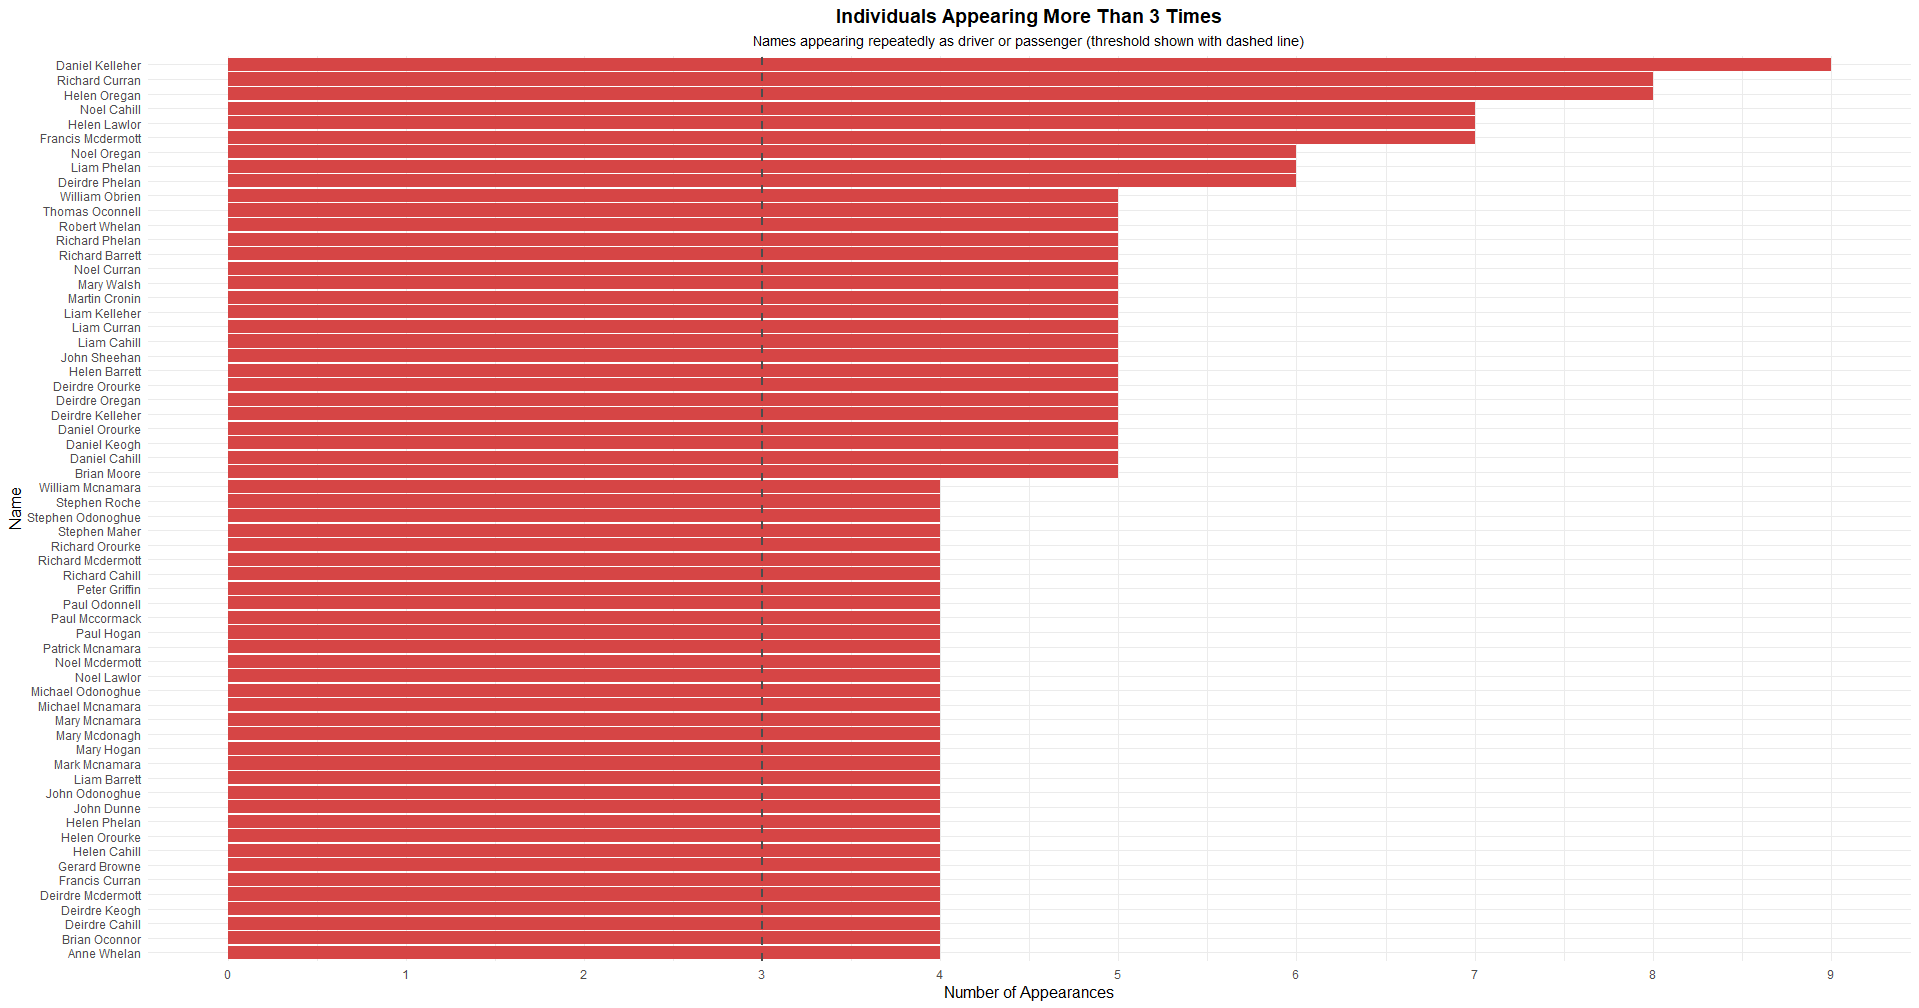 Individuals Appearing More Than 3 Times
Names appearing repeatedly as driver or passenger (threshold shown with dashed line)
Daniel Kelleher
Richard Curran
Helen Oregan
Noel Cahill
Helen Lawlor
Francis Mcdermott
Noel Oregan
Liam Phelan
Deirdre Phelan
William Obrien
Thomas Oconnell
Robert Whelan
Richard Phelan
Richard Barrett
Noel Curran
Mary Walsh
Martin Cronin
Liam Kelleher
Liam Curran
Liam Cahill
John Sheehan
Helen Barrett
Deirdre Orourke
Deirdre Oregan
Deirdre Kelleher
Daniel Orourke
Daniel Keogh
Daniel Cahill
Brian Moore
William Mcnamara
Stephen Roche
Stephen Odonoghue
Stephen Maher
Richard Orourke
Richard Mcdermott
Richard Cahill
Peter Griffin
Paul Odonnell
Paul Mccormack
Paul Hogan
Patrick Mcnamara
Noel Mcdermott
Noel Lawlor
Michael Odonoghue
Michael Mcnamara
Mary Mcnamara
Mary Mcdonagh
Mary Hogan
Mark Mcnamara
Liam Barrett
John Odonoghue
John Dunne
Helen Phelan
Helen Orourke
Helen Cahill
Gerard Browne
Francis Curran
Deirdre Mcdermott
Deirdre Keogh
Deirdre Cahill
Brian Oconnor
Anne Whelan
Name
0 1 2 3 4 5 6 7 8 9
Number of Appearances